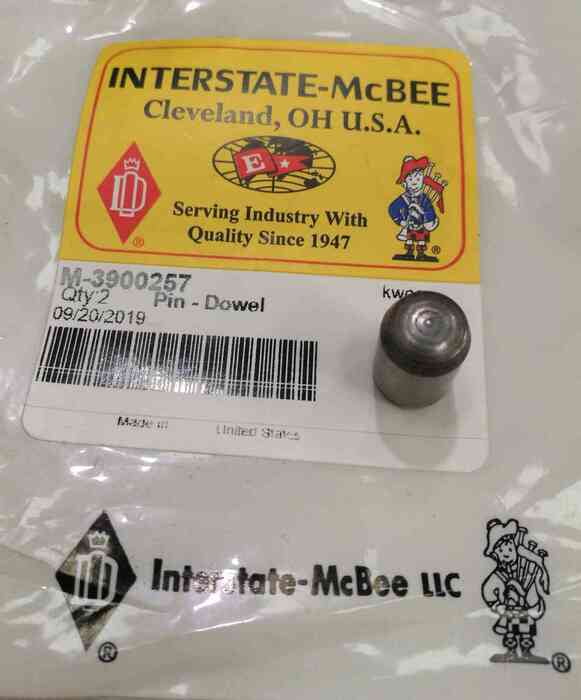 INTERSTATE-McBEE
Cleveland, OH U.S.A.
E
D
®
Serving Industry With
Quality Since 1947
®
M-3900257
Qty:2 Pin - Dowel
09/20/2019
Made in United States
D
Interstate-McBee LLC
®
®